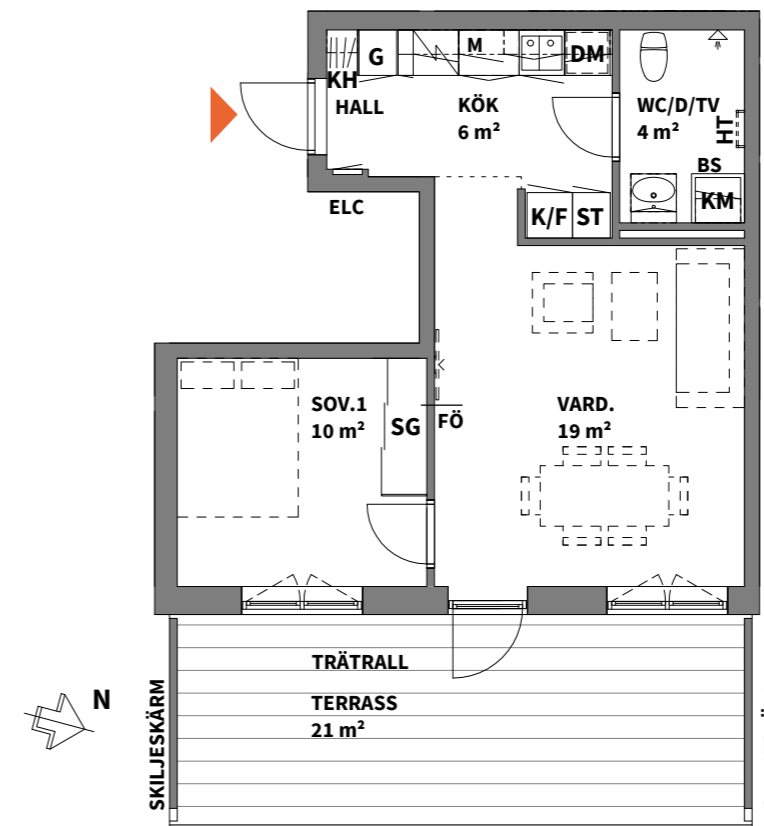 G
M
DM
KH
HALL
KÖK
6 m²
WC/D/TV
4 m²
HT
BS
KM
ELC
K/F
ST
SOV.1
10 m²
SG
FÖ
VARD.
19 m²
TRÄTRALL
TERRASS
21 m²
N
SKILJESKÄRM